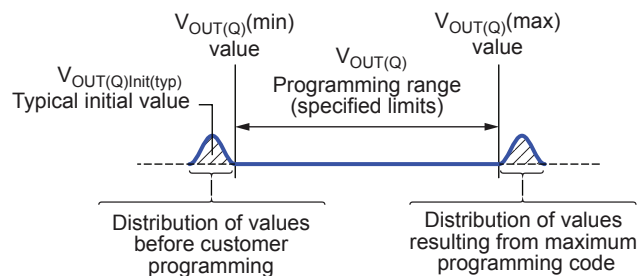 V_OUT(Q)(min)
value
V_OUT(Q)(max)
value
V_OUT(Q)
Programming range
(specified limits)
V_OUT(Q)Init(typ)
Typical initial value
Distribution of values
before customer
programming
Distribution of values
resulting from maximum
programming code